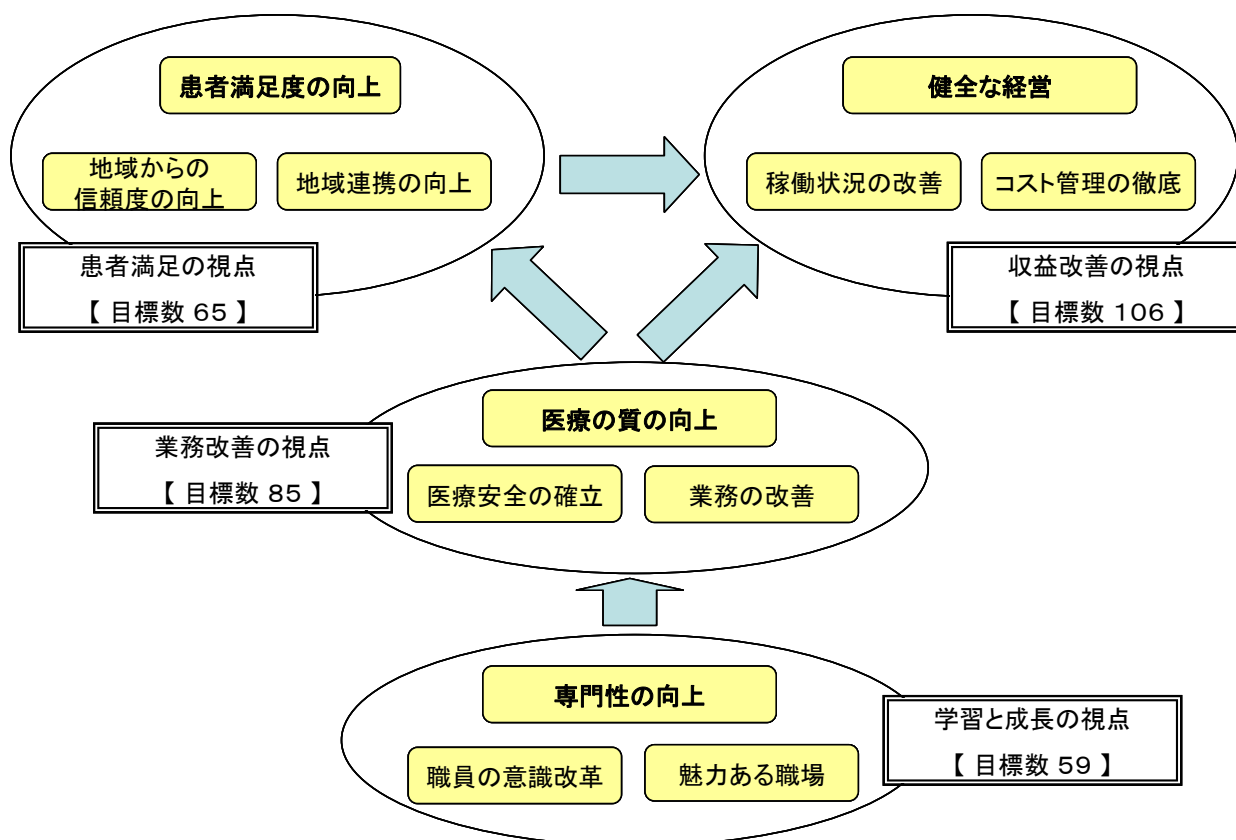 患者満足度の向上
地域からの
信頼度の向上
地域連携の向上
患者満足の視点
【 目標数 65 】
健全な経営
稼働状況の改善
コスト管理の徹底
収益改善の視点
【 目標数 106 】
医療の質の向上
業務改善の視点
【 目標数 85 】
医療安全の確立
業務の改善
専門性の向上
職員の意識改革
魅力ある職場
学習と成長の視点
【 目標数 59 】